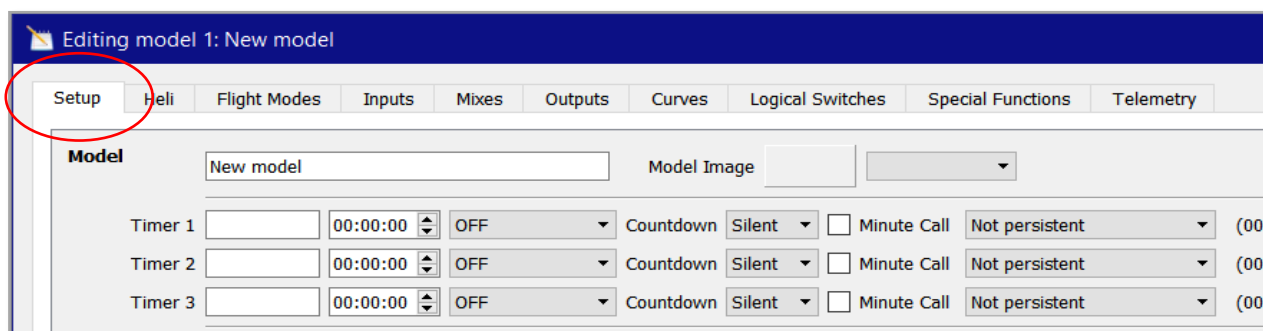 Editing model 1: New model
Setup Heli Flight Modes Inputs Mixes Outputs Curves Logical Switches Special Functions Telemetry
Model New model Model Image
Timer 1 00:00:00 OFF Countdown Silent Minute Call Not persistent (00
Timer 2 00:00:00 OFF Countdown Silent Minute Call Not persistent (00
Timer 3 00:00:00 OFF Countdown Silent Minute Call Not persistent (00